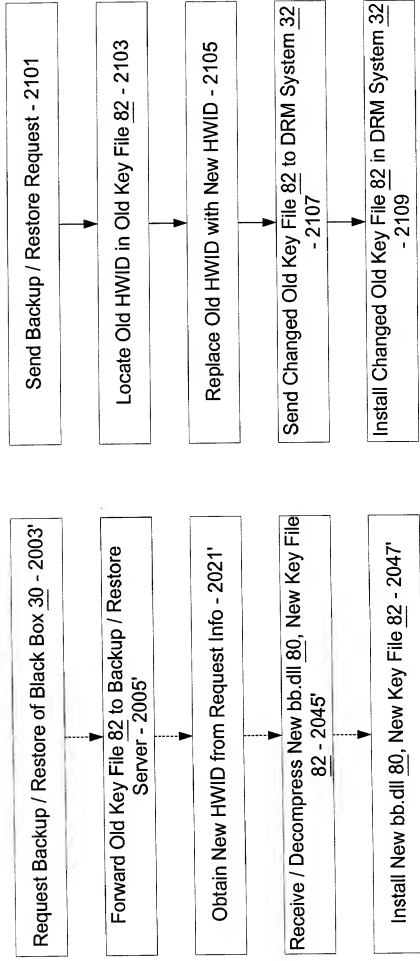 Request Backup / Restore of Black Box 30 - 2003'
Forward Old Key File 82 to Backup / Restore
Server - 2005'
Obtain New HWID from Request Info - 2021'
Receive / Decompress New bb.dll 80, New Key File
82 - 2045'
Install New bb.dll 80, New Key File 82 - 2047'
Send Backup / Restore Request - 2101
Locate Old HWID in Old Key File 82 - 2103
Replace Old HWID with New HWID - 2105
Send Changed Old Key File 82 to DRM System 32
- 2107
Install Changed Old Key File 82 in DRM System 32
- 2109